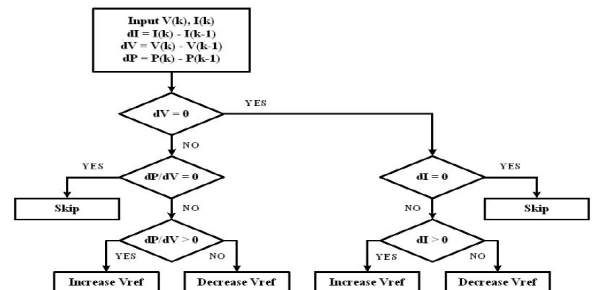 Input V(k), I(k)
dI = I(k) - I(k-1)
dV = V(k) - V(k-1)
dP = P(k) - P(k-1)
dV = 0
YES
NO
YES
dP/dV = 0
dI = 0
YES
Skip
NO
NO
Skip
dP/dV > 0
dI > 0
YES
NO
YES
NO
Increase Vref
Decrease Vref
Increase Vref
Decrease Vref